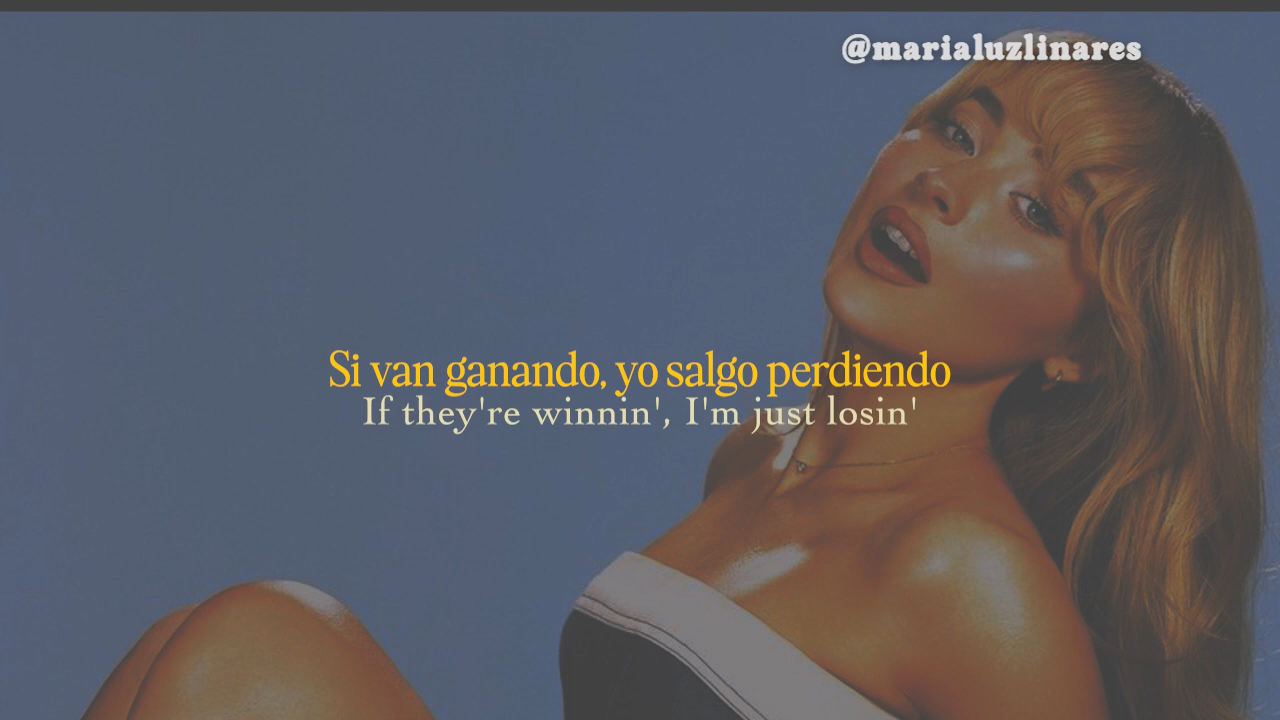 @marialuzlinares
Si van ganando, yo salgo perdiendo
If they're winnin', I'm just losin'